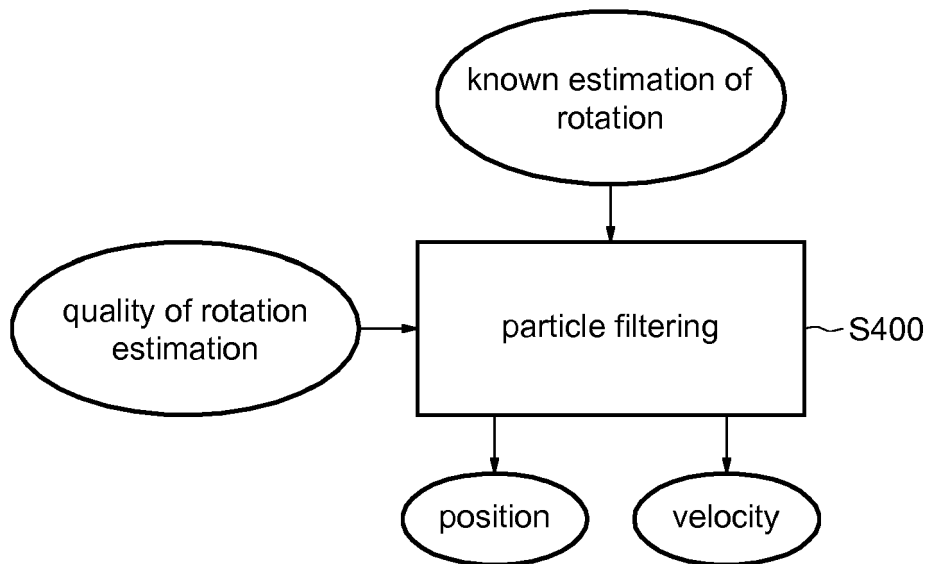 known estimation of
rotation
quality of rotation
estimation
particle filtering
S400
position
velocity